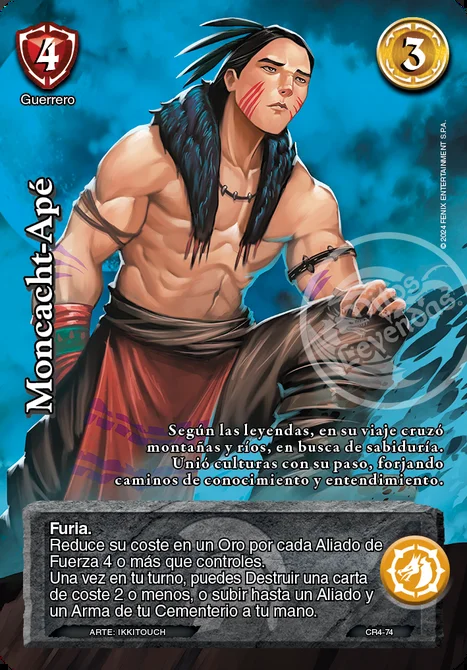 4
3
Guerrero
Moncacht-Apé
© 2024 FENIX ENTERTAINMENT S.P.A.
Mitos
Leyendas
Según las leyendas, en su viaje cruzó
montañas y ríos, en busca de sabiduría.
Unió culturas con su paso, forjando
caminos de conocimiento y entendimiento.
Furia.
Reduce su coste en un Oro por cada Aliado de
Fuerza 4 o más que controles.
Una vez en tu turno, puedes Destruir una carta
de coste 2 o menos, o subir hasta un Aliado y
un Arma de tu Cementerio a tu mano.
ARTE: IKKITOUCH
CR4-74